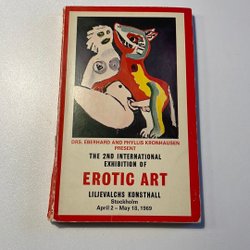 DRS. EBERHARD AND PHYLLIS KRONHAUSEN
PRESENT
THE 2ND INTERNATIONAL
EXHIBITION OF
EROTIC ART
LILJEVALCHS KONSTHALL
Stockholm
April 2 – May 18, 1969